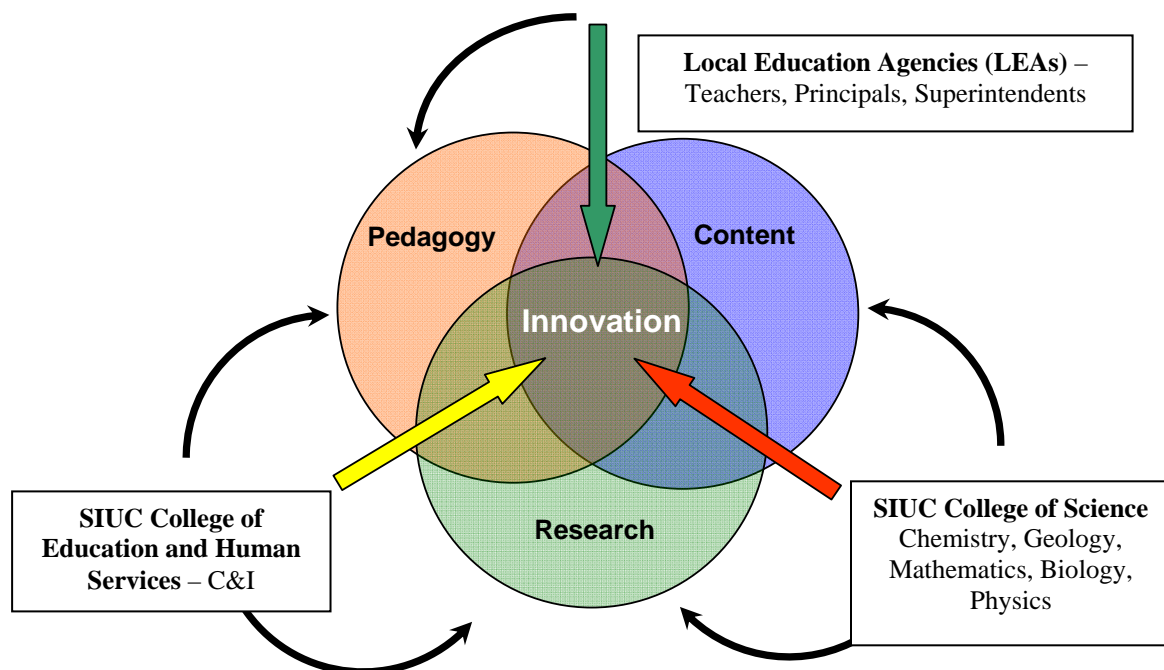 Local Education Agencies (LEAs) –
Teachers, Principals, Superintendents
Pedagogy
Content
Innovation
Research
SIUC College of
Education and Human
Services – C&I
SIUC College of Science
Chemistry, Geology,
Mathematics, Biology,
Physics